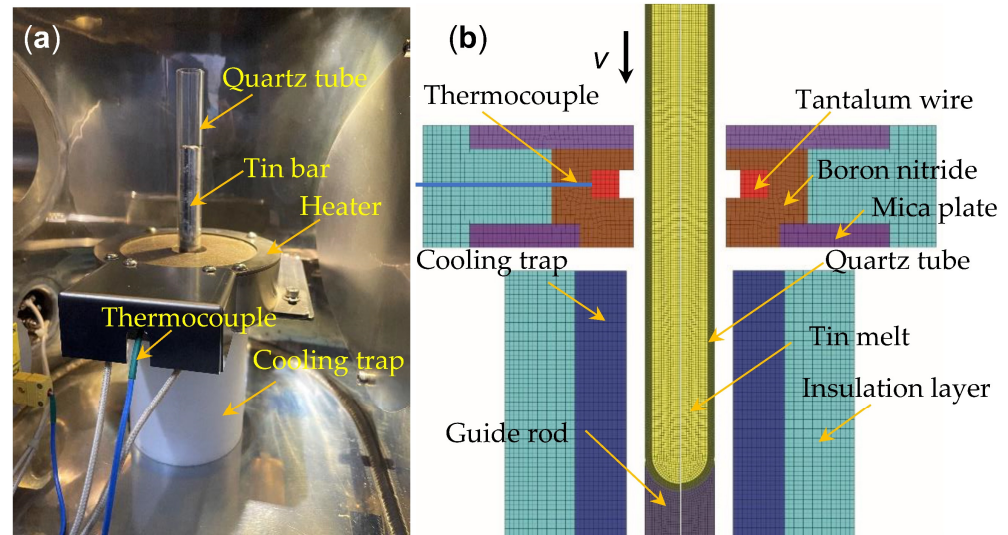 (a)
Quartz tube
Tin bar
Heater
Thermocouple
Cooling trap
(b)
v
Thermocouple
Tantalum wire
Boron nitride
Mica plate
Cooling trap
Quartz tube
Tin melt
Insulation layer
Guide rod